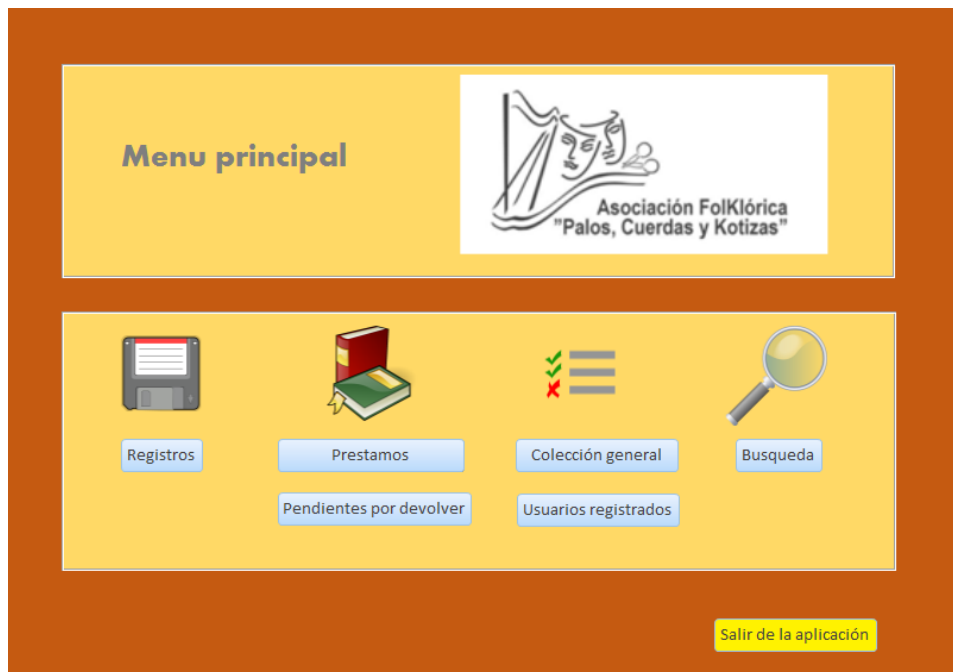 Menu principal
Asociación FolKlórica
"Palos, Cuerdas y Kotizas"
Registros
Prestamos
Colección general
Busqueda
Pendientes por devolver
Usuarios registrados
Salir de la aplicación